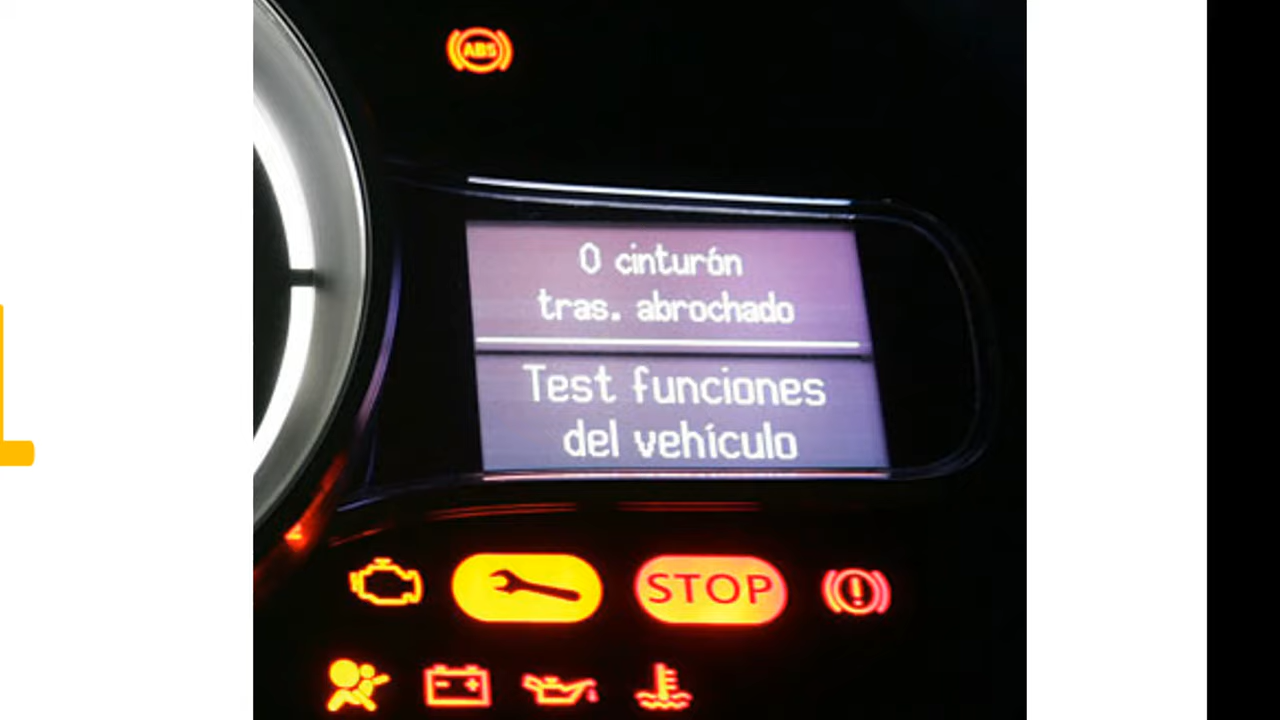 ABS
0 cinturón
tras. abrochado
Test funciones
del vehículo
STOP